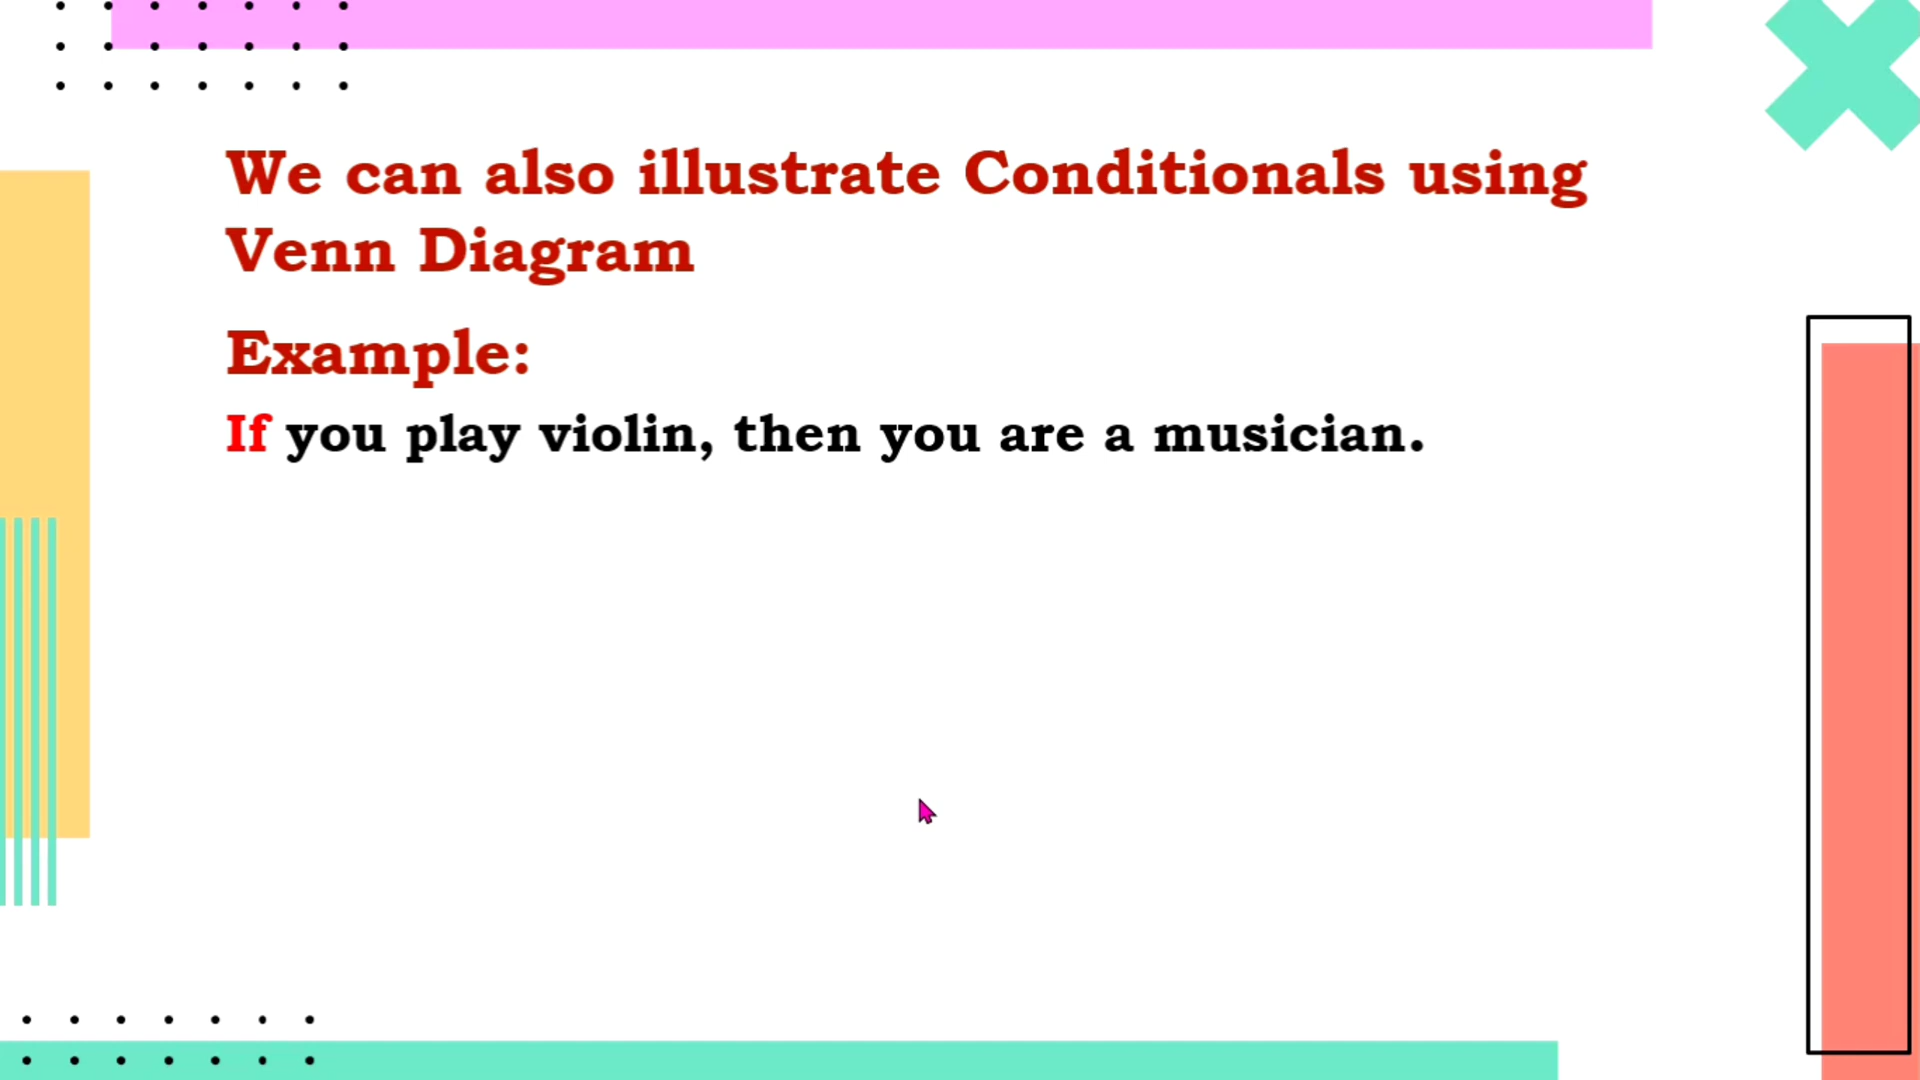 We can also illustrate Conditionals using
Venn Diagram
Example:
If you play violin, then you are a musician.